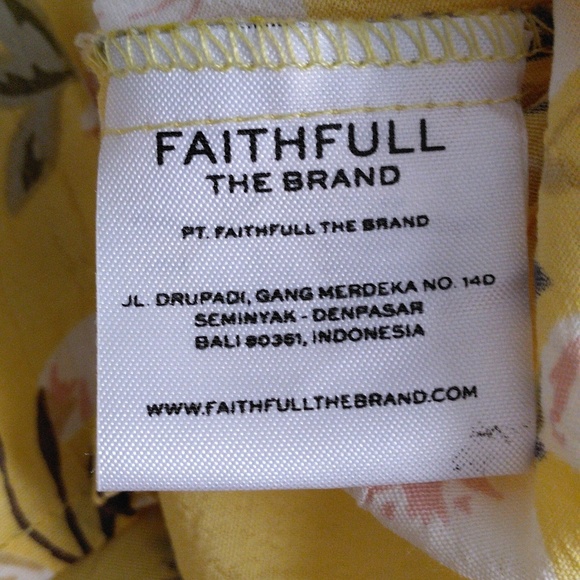 FAITHFULL
THE BRAND
PT. FAITHFULL THE BRAND
JL. DRUPADI, GANG MERDEKA NO. 14D
SEMINYAK - DENPASAR
BALI 80361, INDONESIA
WWW.FAITHFULLTHEBRAND.COM